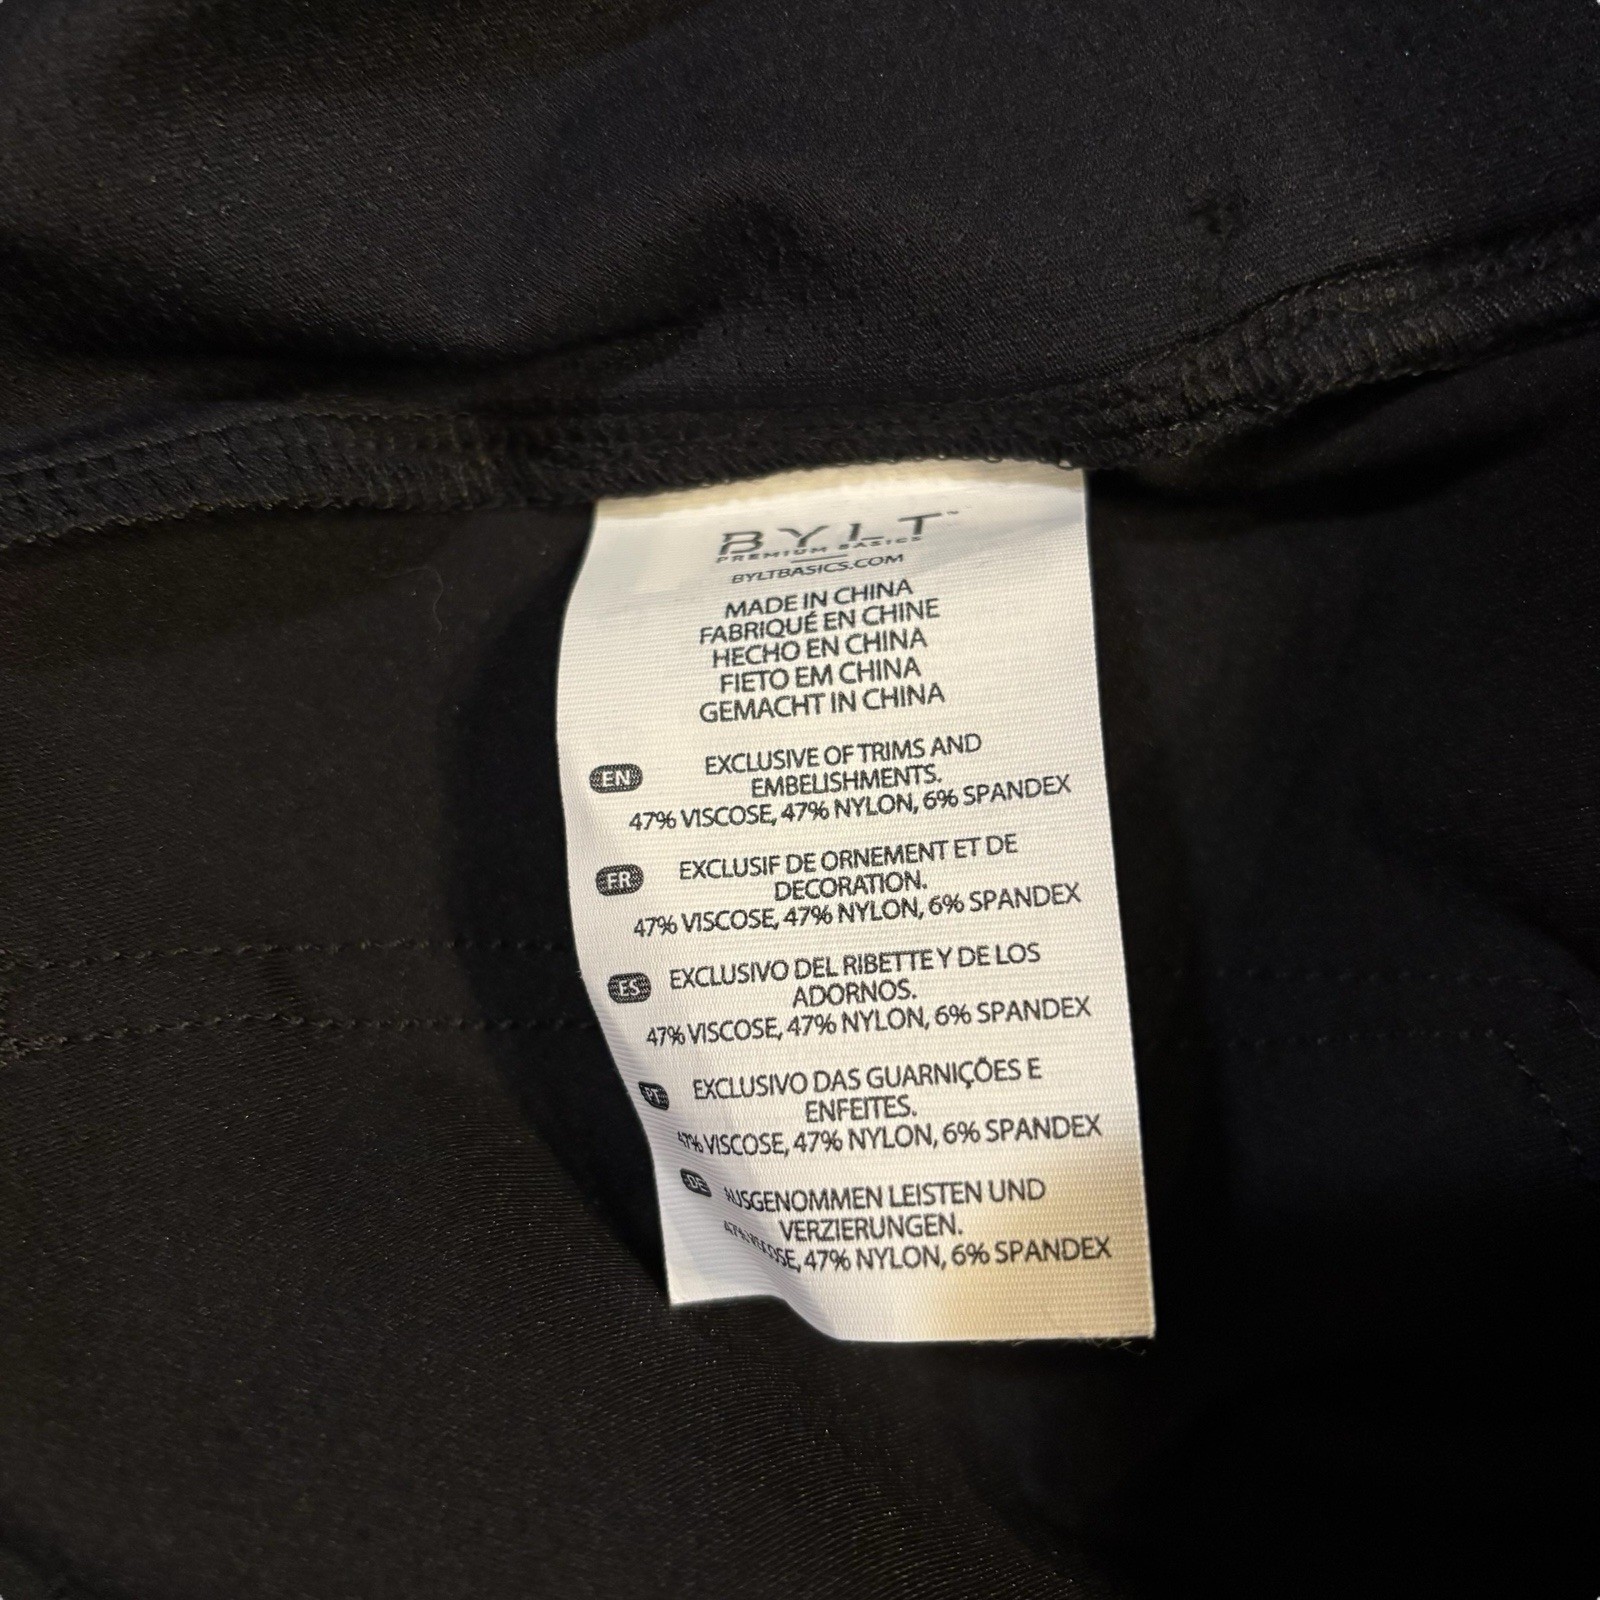 BYLT™
PREMIUM BASICS
BYLTBASICS.COM
MADE IN CHINA
FABRIQUÉ EN CHINE
HECHO EN CHINA
FIETO EM CHINA
GEMACHT IN CHINA
EN EXCLUSIVE OF TRIMS AND
EMBELISHMENTS.
47% VISCOSE, 47% NYLON, 6% SPANDEX
FR EXCLUSIF DE ORNEMENT ET DE
DECORATION.
47% VISCOSE, 47% NYLON, 6% SPANDEX
ES EXCLUSIVO DEL RIBETTE Y DE LOS
ADORNOS.
47% VISCOSE, 47% NYLON, 6% SPANDEX
PT EXCLUSIVO DAS GUARNIÇÕES E
ENFEITES.
47% VISCOSE, 47% NYLON, 6% SPANDEX
DE AUSGENOMMEN LEISTEN UND
VERZIERUNGEN.
47% VISCOSE, 47% NYLON, 6% SPANDEX